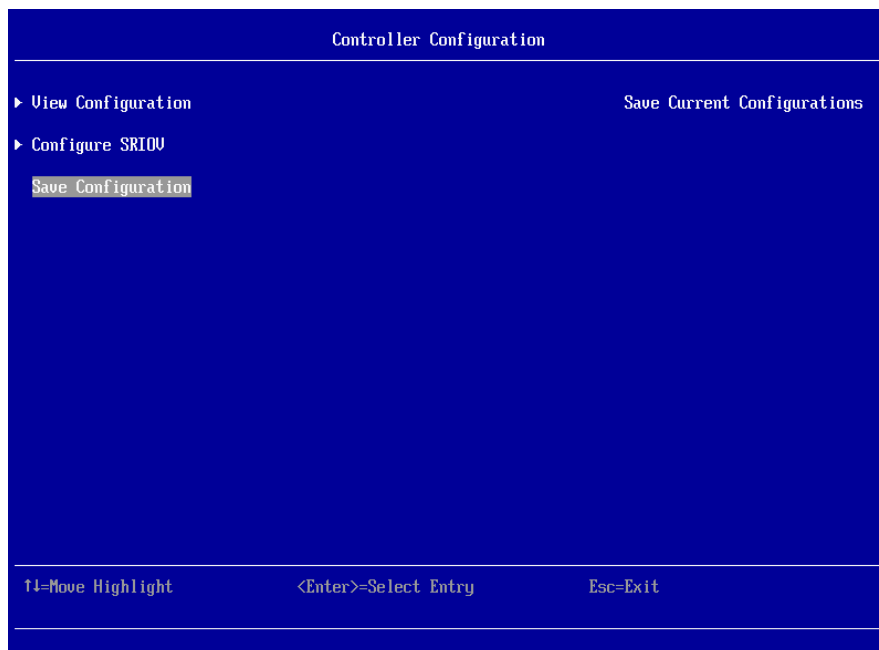 Controller Configuration
▶ View Configuration
Save Current Configurations
▶ Configure SRIOV
Save Configuration
↑↓=Move Highlight
<Enter>=Select Entry
Esc=Exit